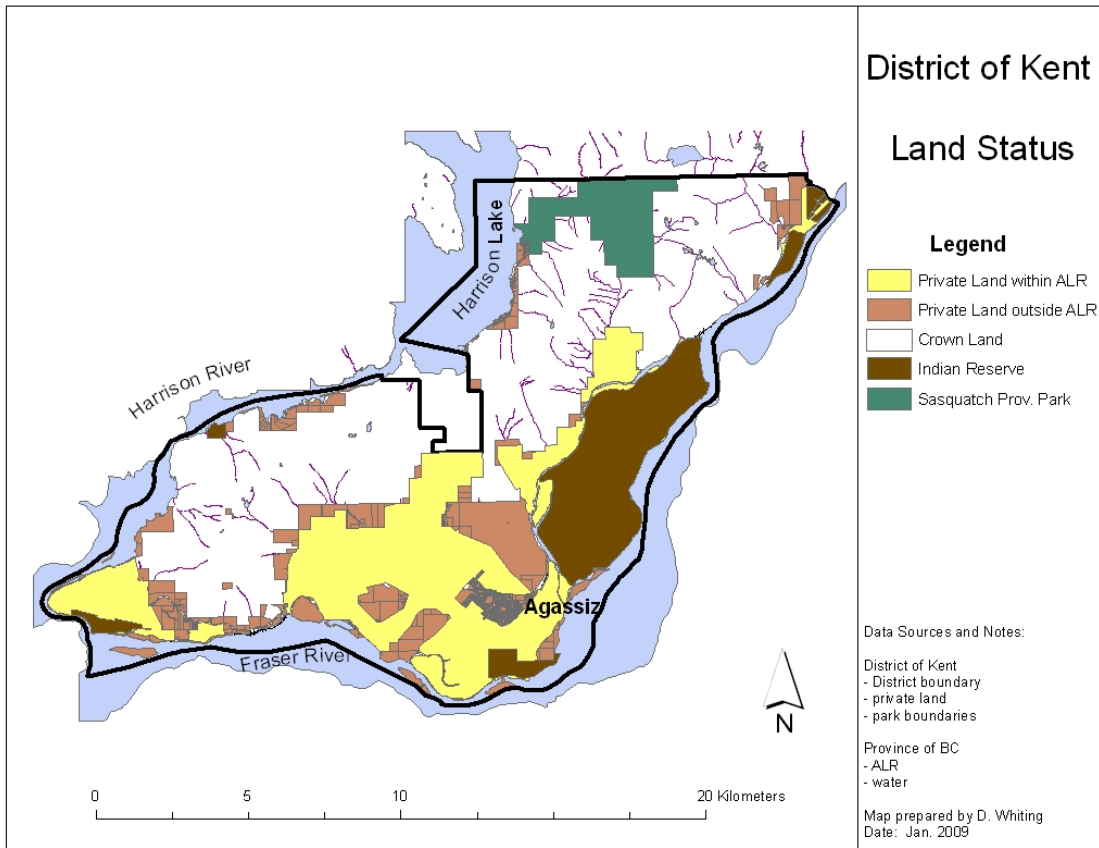 District of Kent
Land Status
Legend
Private Land within ALR
Private Land outside ALR
Crown Land
Indian Reserve
Sasquatch Prov. Park
Harrison Lake
Harrison River
Agassiz
Fraser River
N
0 5 10 20 Kilometers
Data Sources and Notes:
District of Kent
- District boundary
- private land
- park boundaries
Province of BC
- ALR
- water
Map prepared by D. Whiting
Date: Jan. 2009